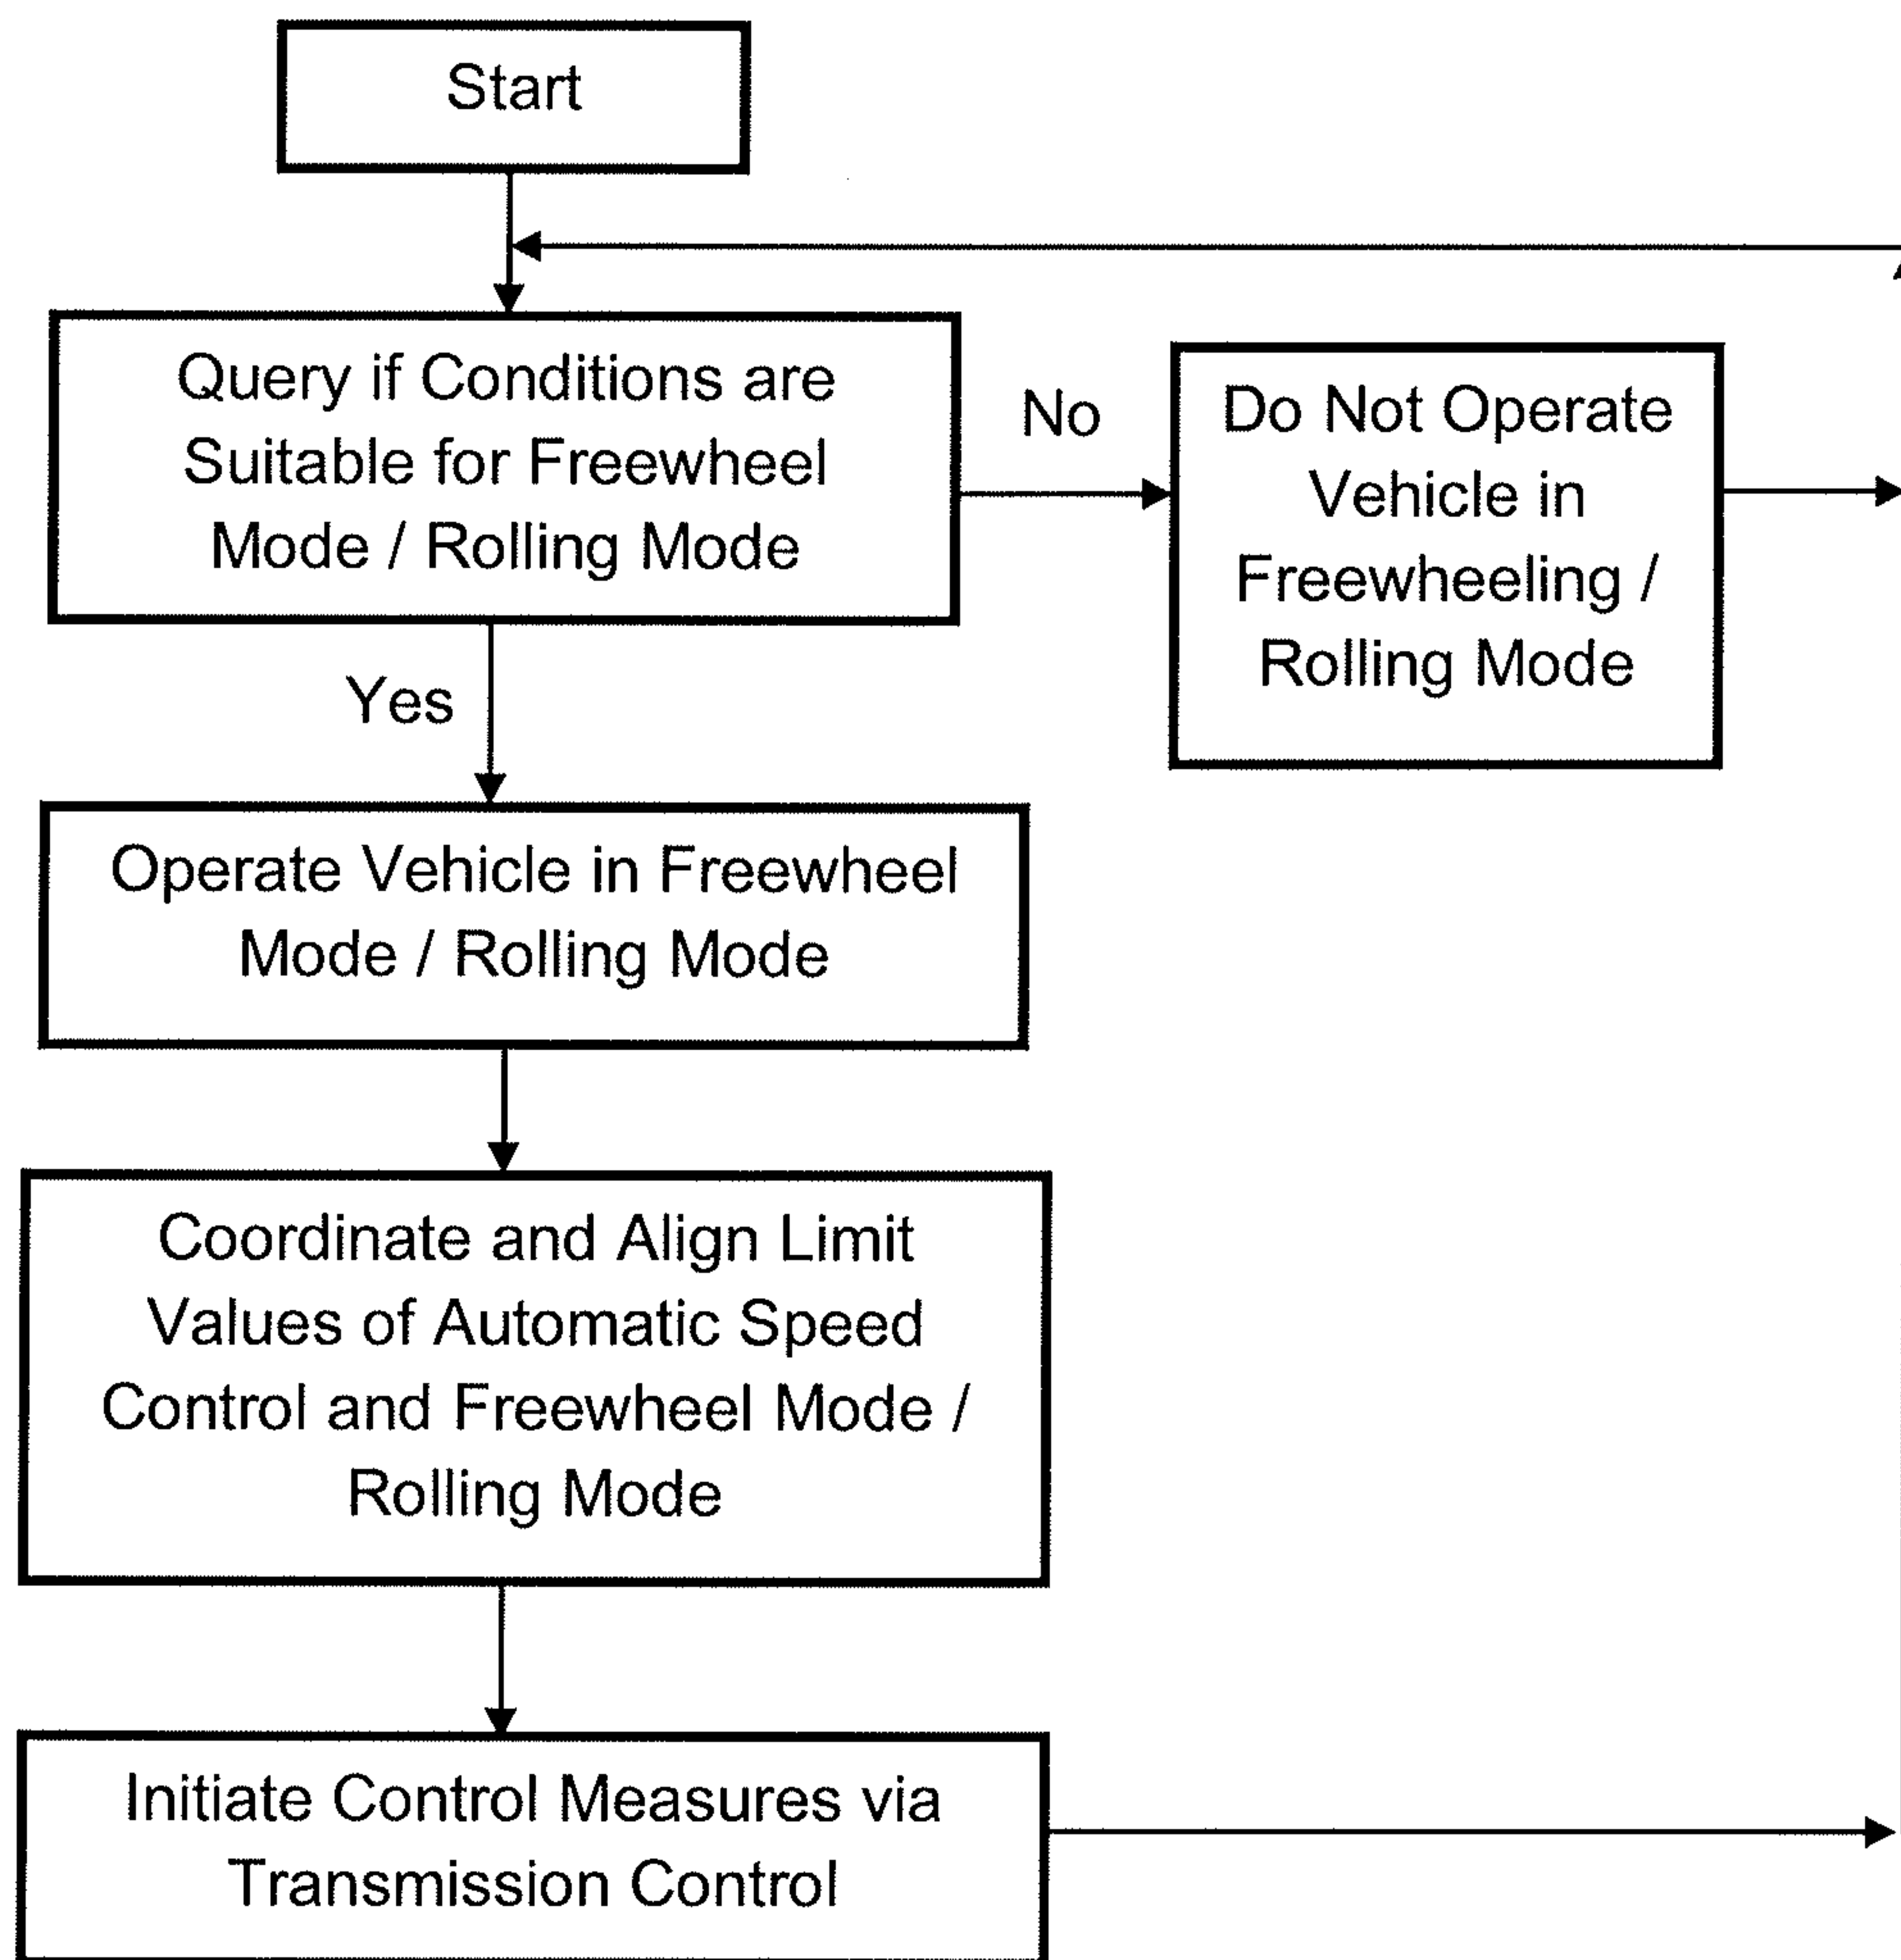 Start
Query if Conditions are
Suitable for Freewheel
Mode / Rolling Mode
No
Do Not Operate
Vehicle in
Freewheeling /
Rolling Mode
Yes
Operate Vehicle in Freewheel
Mode / Rolling Mode
Coordinate and Align Limit
Values of Automatic Speed
Control and Freewheel Mode /
Rolling Mode
Initiate Control Measures via
Transmission Control